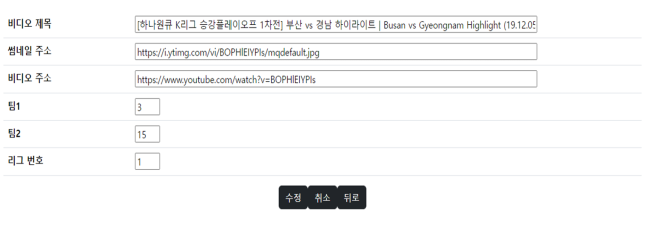 비디오 제목 [하나원큐 K리그 승강플레이오프 1차전] 부산 vs 경남 하이라이트 | Busan vs Gyeongnam Highlight (19.12.05
썸네일 주소 https://i.ytimg.com/vi/BOPHlEIYPIs/mqdefault.jpg
비디오 주소 https://www.youtube.com/watch?v=BOPHlEIYPIs
팀1 3
팀2 15
리그 번호 1
수정 취소 뒤로